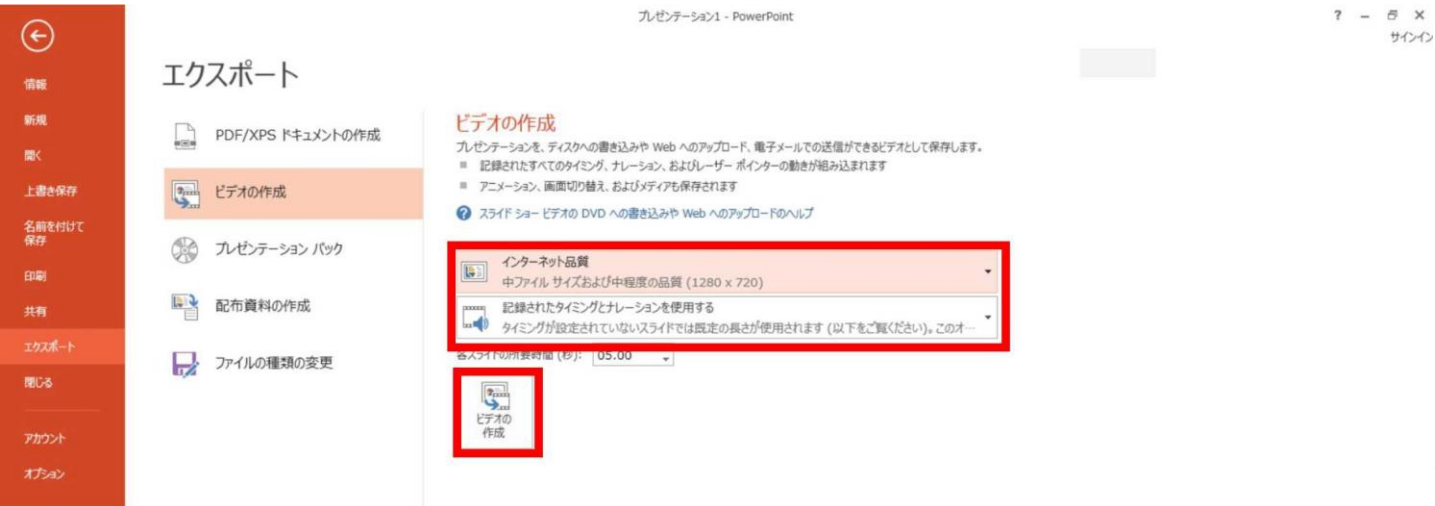 プレゼンテーション1 - PowerPoint
?
サインイン
情報
新規
開く
上書き保存
名前を付けて
保存
印刷
共有
エクスポート
閉じる
アカウント
オプション
エクスポート
PDF/XPS ドキュメントの作成
ビデオの作成
プレゼンテーション パック
配布資料の作成
ファイルの種類の変更
ビデオの作成
プレゼンテーションを、ディスクへの書き込みや Web へのアップロード、電子メールでの送信ができるビデオとして保存します。
記録されたすべてのタイミング、ナレーション、およびレーザー ポインターの動きが組み込まれます
アニメーション、画面切り替え、およびメディアも保存されます
スライド ショー ビデオの DVD への書き込みや Web へのアップロードのヘルプ
インターネット品質
中ファイル サイズおよび中程度の品質 (1280 x 720)
記録されたタイミングとナレーションを使用する
タイミングが設定されていないスライドでは既定の長さが使用されます (以下をご覧ください)。このオ…
各スライドの所要時間 (秒): 05.00
ビデオの
作成